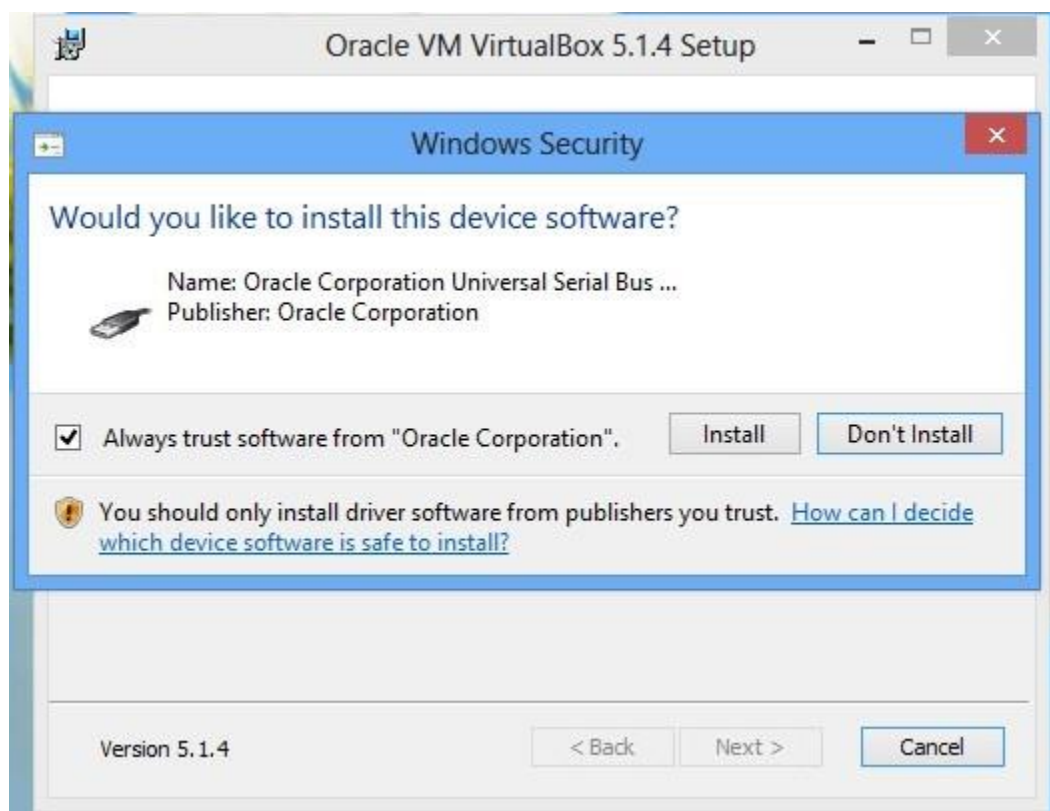 Oracle VM VirtualBox 5.1.4 Setup
Windows Security
Would you like to install this device software?
Name: Oracle Corporation Universal Serial Bus ...
Publisher: Oracle Corporation
Always trust software from "Oracle Corporation".
Install
Don't Install
You should only install driver software from publishers you trust. How can I decide
which device software is safe to install?
Version 5.1.4
< Back
Next >
Cancel